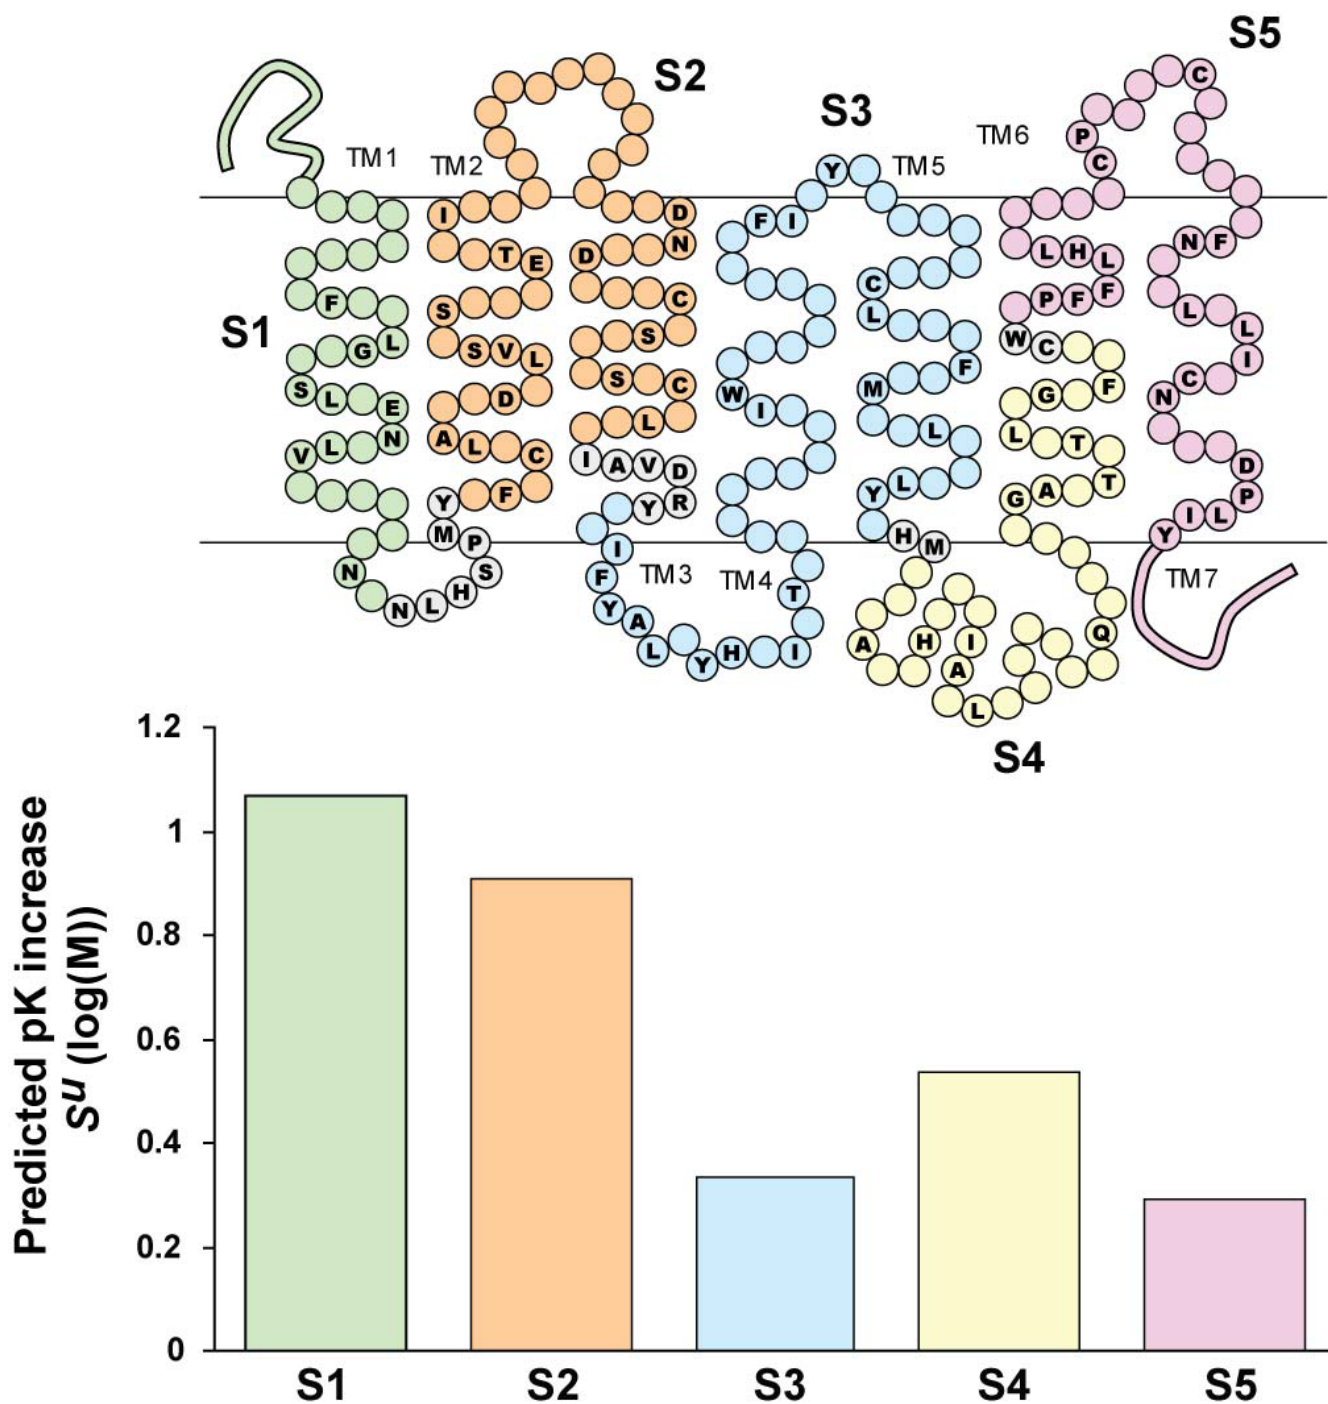 S5
S2 C
S3
TM6 P
TM1 TM2 Y TM5 C
I D F I
N L H L N F
T E D
C C P F F
F S S L L L
S1 G L W C
S V L I
S C M F F C
S L E D W I G N
N A L L L T
V L L C I A V D D
Y F Y R Y L G A T P
M P I H M Y I L
N S F TM3 TM4 TM7
N L H Y A T
L Y H I A H I Q
A
L
S4
1.2
1
0.8
0.6
0.4
0.2
0
Predicted pK increase
S^u (log(M))
S1 S2 S3 S4 S5